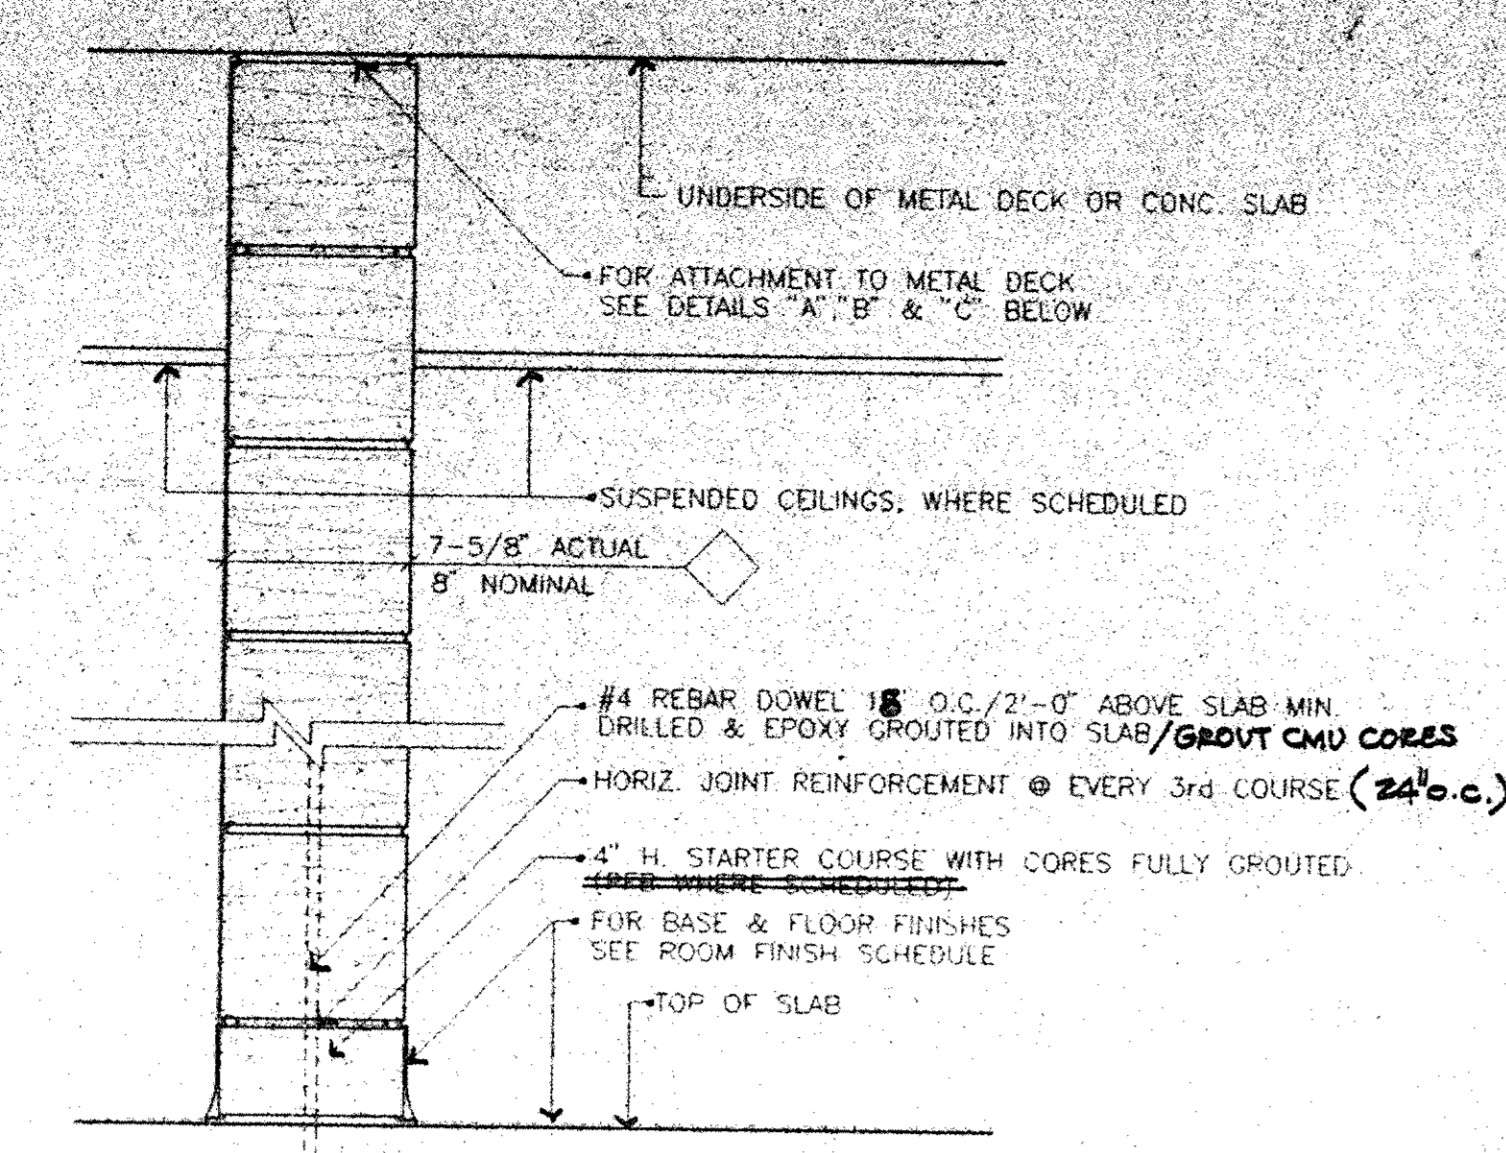 UNDERSIDE OF METAL DECK OR CONC. SLAB
FOR ATTACHMENT TO METAL DECK
SEE DETAILS "A","B" & "C" BELOW
SUSPENDED CEILINGS, WHERE SCHEDULED
7-5/8" ACTUAL
8" NOMINAL
#4 REBAR DOWEL 18 O.C./2'-0" ABOVE SLAB MIN.
DRILLED & EPOXY GROUTED INTO SLAB/GROUT CMU CORES
HORIZ. JOINT REINFORCEMENT @ EVERY 3rd COURSE (24"O.C.)
4" H. STARTER COURSE WITH CORES FULLY GROUTED
WHERE SCHEDULED)
FOR BASE & FLOOR FINISHES
SEE ROOM FINISH SCHEDULE
TOP OF SLAB